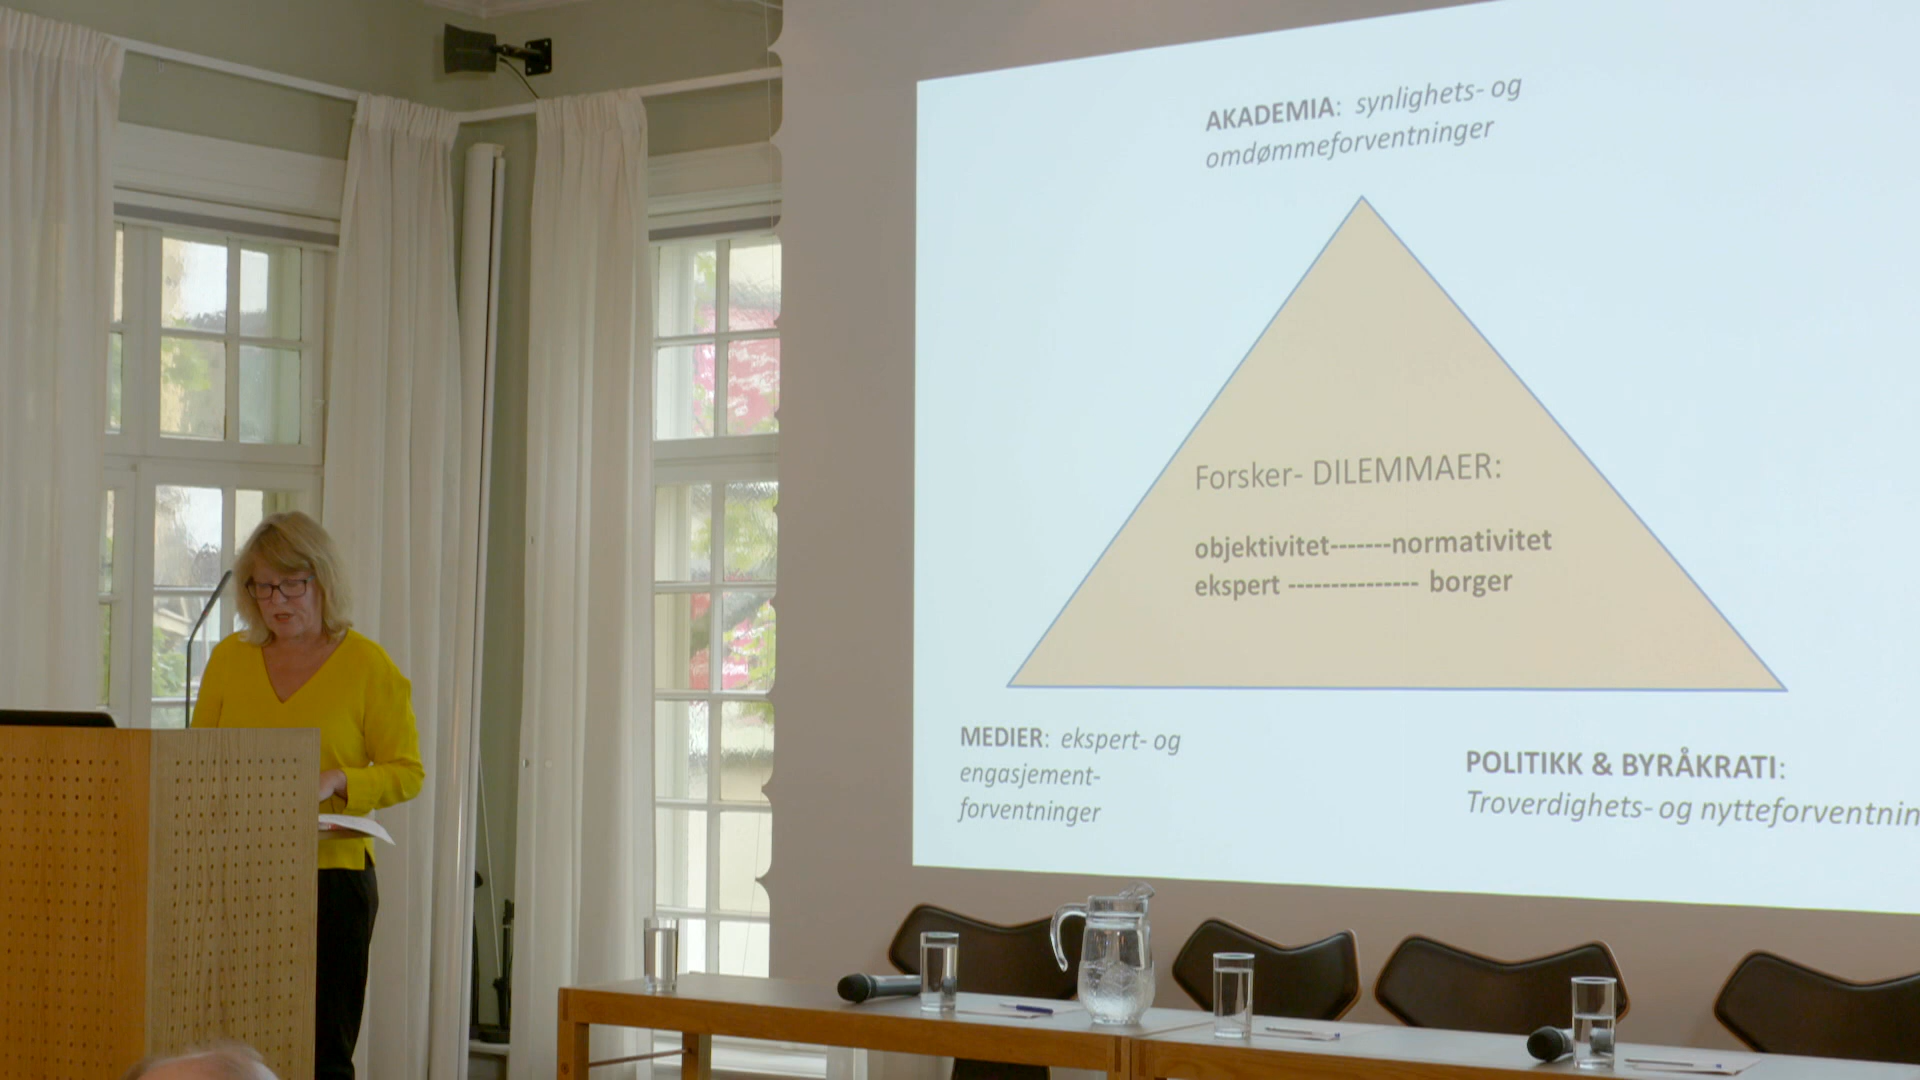 AKADEMIA: synlighets- og
omdømmeforventninger
Forsker- DILEMMAER:
objektivitet-------normativitet
ekspert --------------- borger
MEDIER: ekspert- og
engasjement-
forventninger
POLITIKK & BYRÅKRATI:
Troverdighets- og nytteforventnin